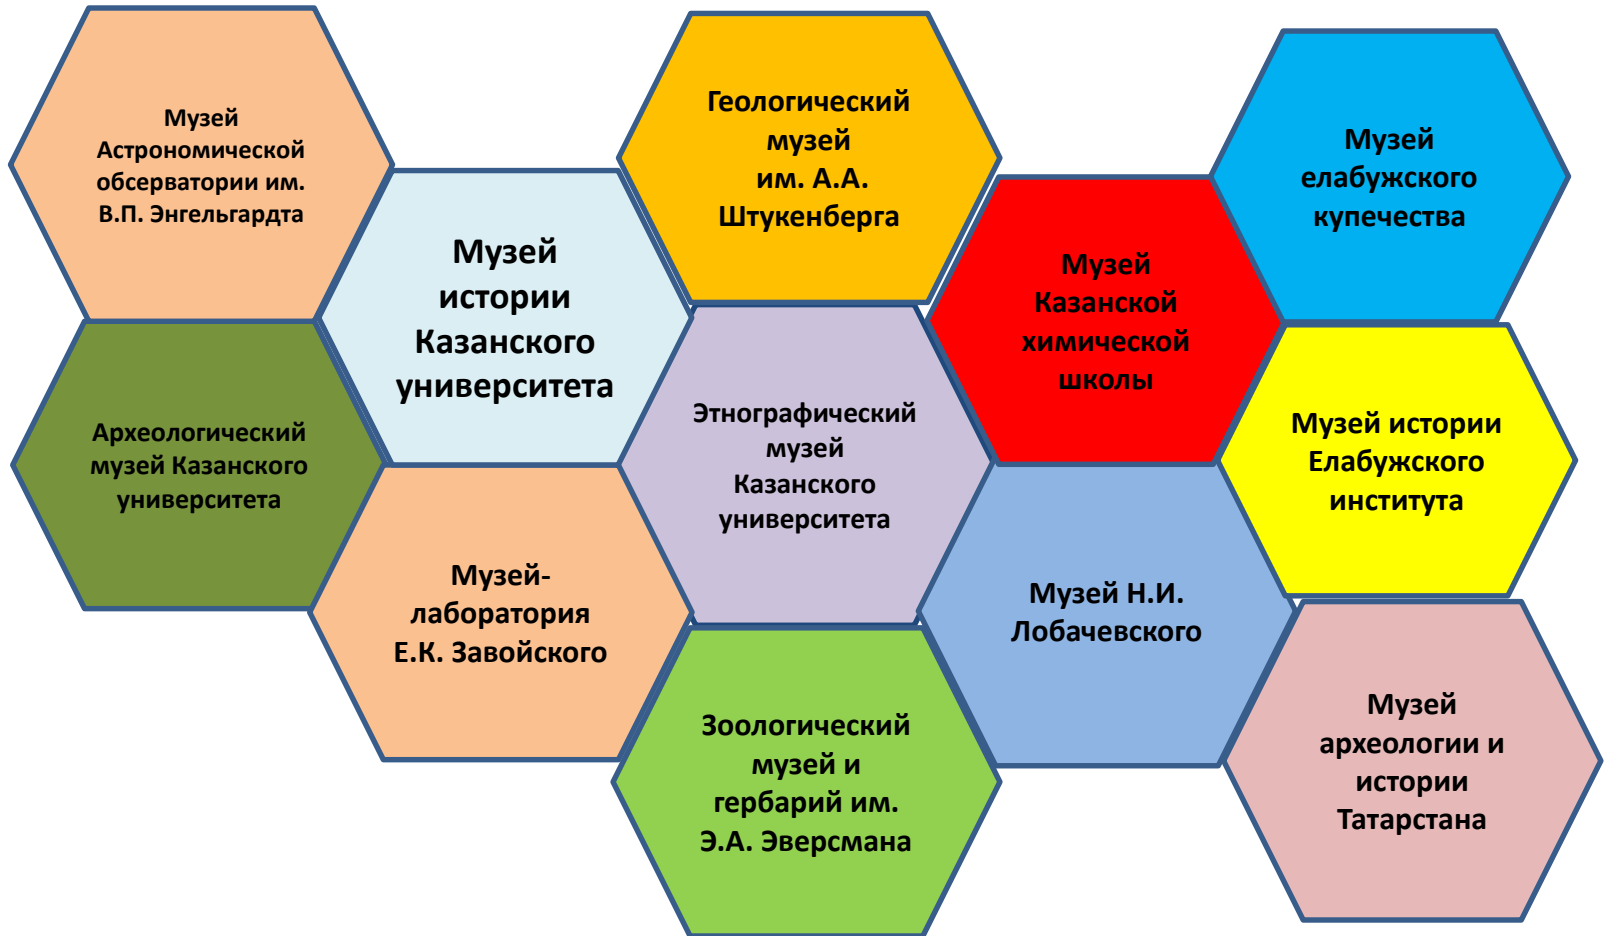 Музей
Астрономической
обсерватории им.
В.П. Энгельгардта
Геологический
музей
им. А.А.
Штукенберга
Музей
елабужского
купечества
Музей
истории
Казанского
университета
Музей
Казанской
химической
школы
Археологический
музей Казанского
университета
Этнографический
музей
Казанского
университета
Музей истории
Елабужского
института
Музей-
лаборатория
Е.К. Завойского
Музей Н.И.
Лобачевского
Зоологический
музей и
гербарий им.
Э.А. Эверсмана
Музей
археологии и
истории
Татарстана